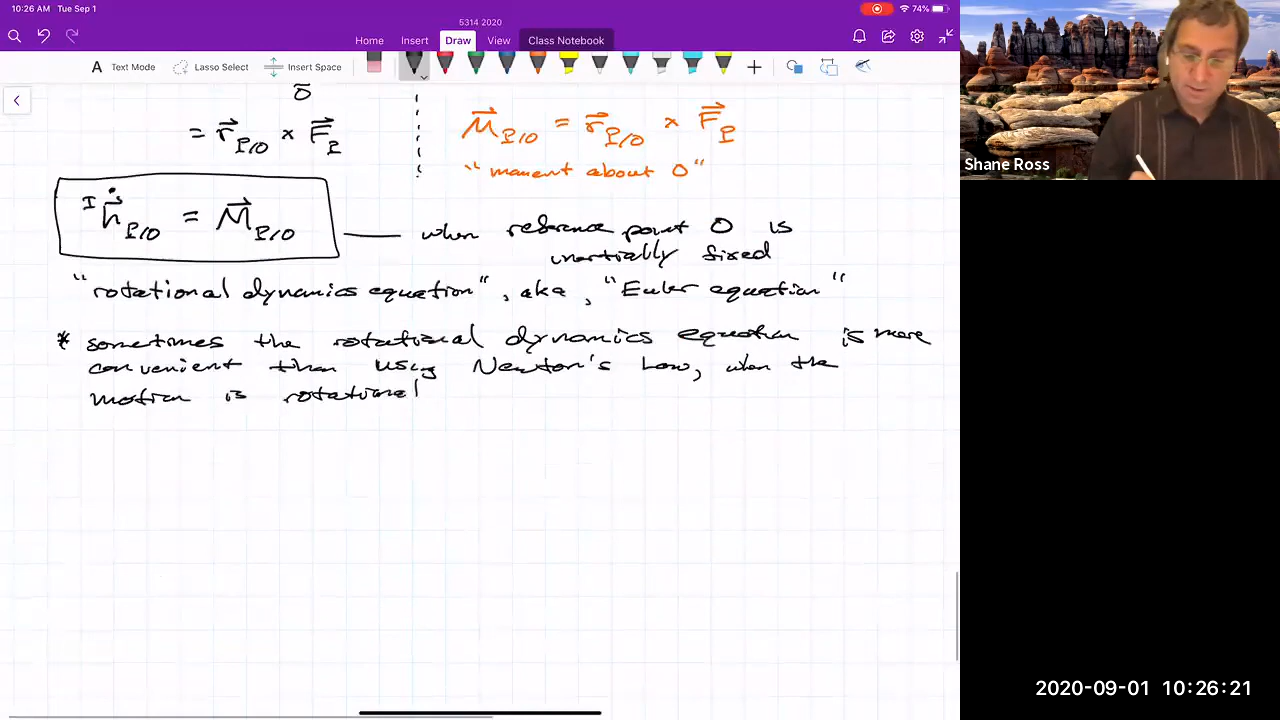 10:26 AM Tue Sep 1
74%
5314 2020
Home Insert Draw View Class Notebook
A Text Mode Lasso Select Insert Space
0
= r⃗ P/O × F⃗ P
M⃗ P/O = r⃗ P/O × F⃗ P
"moment about O"
I ḣ⃗ P/O = M⃗ P/O
when reference point O is
inertially fixed
"rotational dynamics equation", aka, "Euler equation"
* sometimes the rotational dynamics equation is more
convenient than using Newton's Law, when the
motion is rotational
Shane Ross
2020-09-01 10:26:21